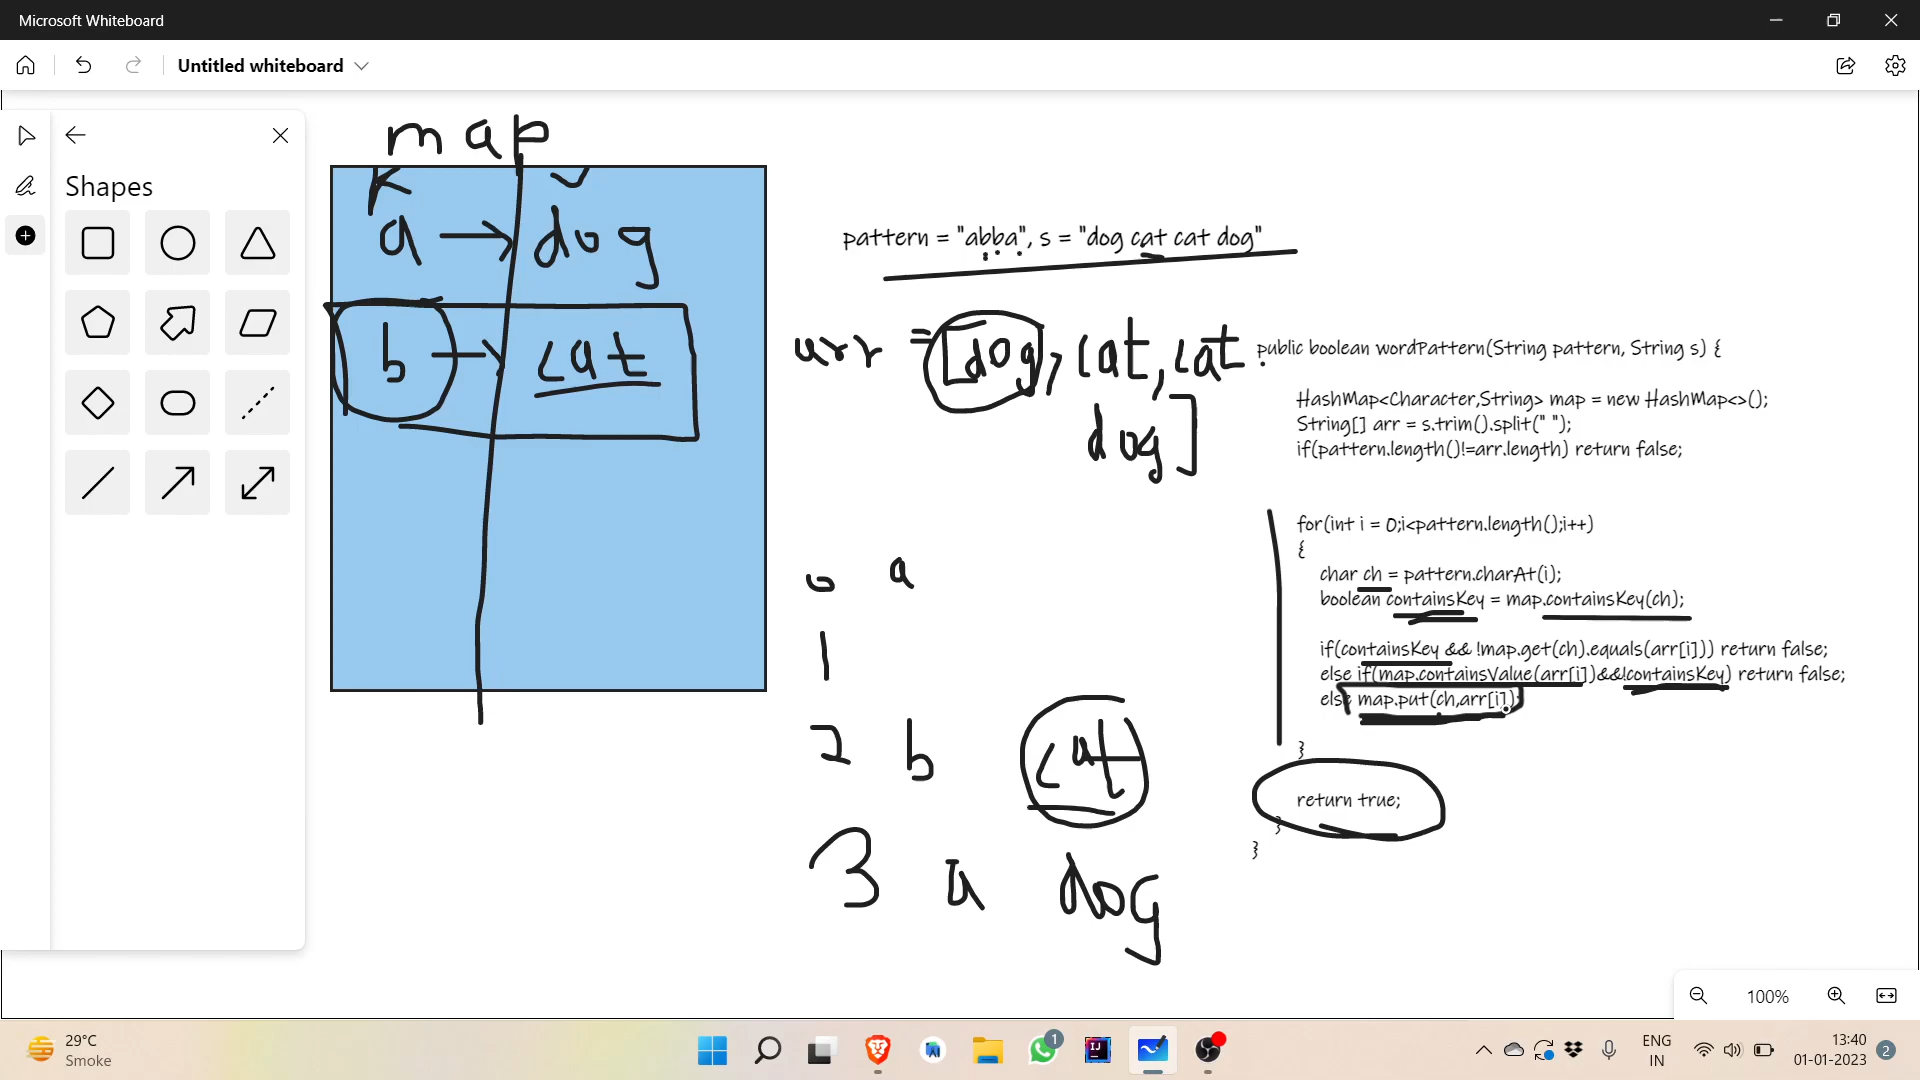 Microsoft Whiteboard
Untitled whiteboard
Shapes
map
K V
a → dog
b → cat
pattern = "abba", s = "dog cat cat dog"
arr = [dog, cat, cat,
dog]
0 a
1
2 b cat
3 a dog
public boolean wordPattern(String pattern, String s) {
HashMap<Character,String> map = new HashMap<>();
String[] arr = s.trim().split(" ");
if(pattern.length()!=arr.length) return false;
for(int i = 0;i<pattern.length();i++)
{
char ch = pattern.charAt(i);
boolean containsKey = map.containsKey(ch);
if(containsKey && !map.get(ch).equals(arr[i])) return false;
else if(map.containsValue(arr[i])&&!containsKey) return false;
else map.put(ch,arr[i]);
}
return true;
}
}
100%
29°C
Smoke
1
ENG
IN
13:40
01-01-2023
2